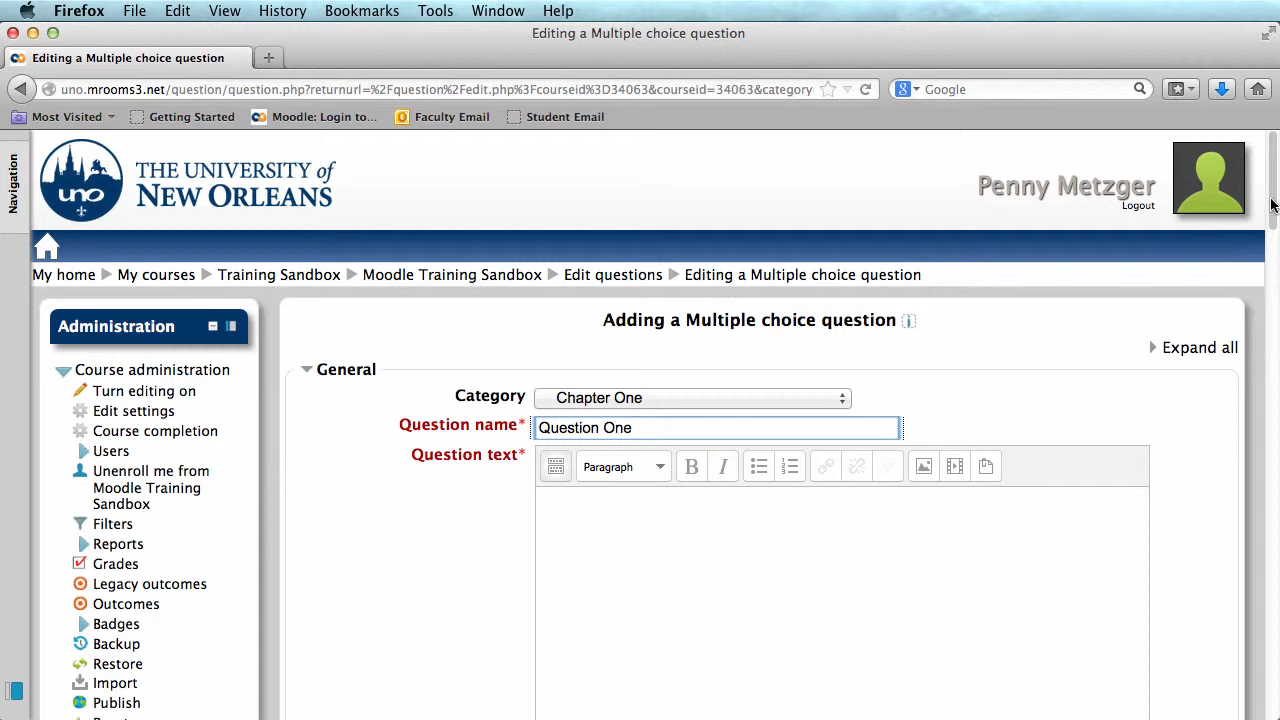 Firefox File Edit View History Bookmarks Tools Window Help
Editing a Multiple choice question
Editing a Multiple choice question
uno.mrooms3.net/question/question.php?returnurl=%2Fquestion%2Fedit.php%3Fcourseid%3D34063&courseid=34063&category
Google
Most Visited Getting Started Moodle: Login to... Faculty Email Student Email
Navigation
uno
THE UNIVERSITY of
NEW ORLEANS
Penny Metzger
Logout
My home My courses Training Sandbox Moodle Training Sandbox Edit questions Editing a Multiple choice question
Administration
Course administration
Turn editing on
Edit settings
Course completion
Users
Unenroll me from
Moodle Training
Sandbox
Filters
Reports
Grades
Legacy outcomes
Outcomes
Badges
Backup
Restore
Import
Publish
Adding a Multiple choice question
Expand all
General
Category Chapter One
Question name* Question One
Question text* Paragraph B I